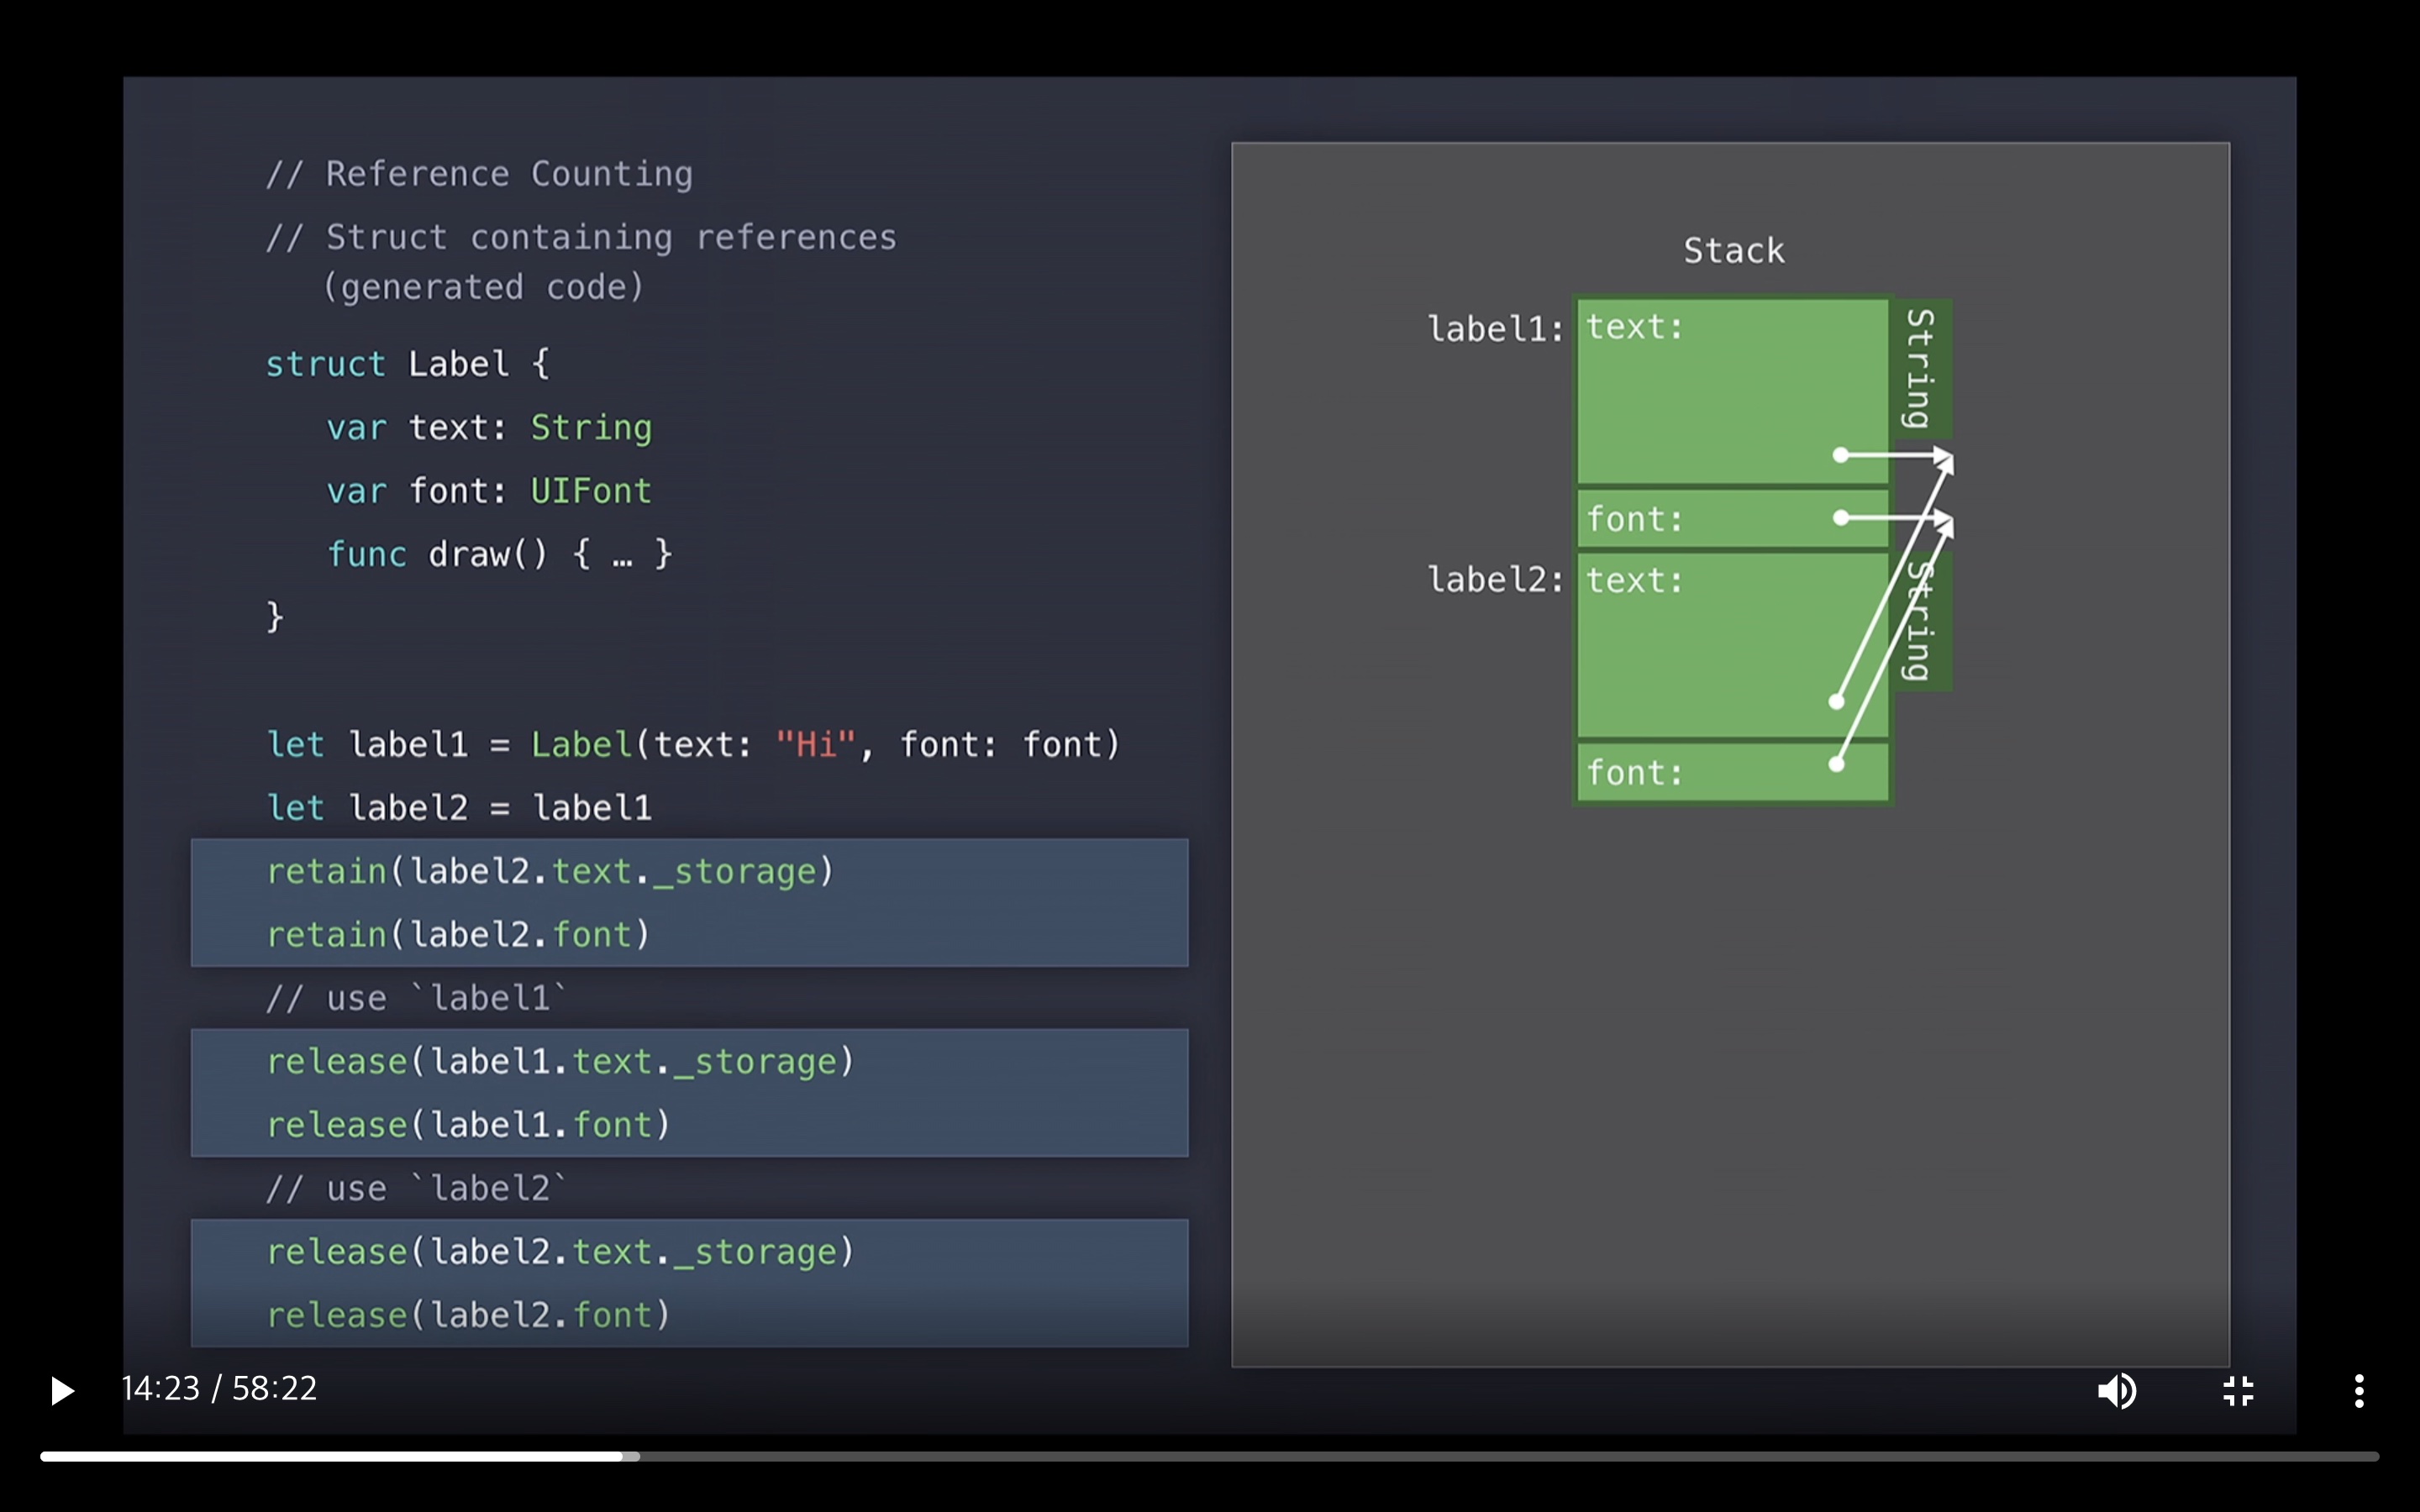 // Reference Counting
// Struct containing references
(generated code)
struct Label {
var text: String
var font: UIFont
func draw() { … }
}
let label1 = Label(text: "Hi", font: font)
let label2 = label1
retain(label2.text._storage)
retain(label2.font)
// use `label1`
release(label1.text._storage)
release(label1.font)
// use `label2`
release(label2.text._storage)
release(label2.font)
Stack
label1:
text:
String
font:
label2:
text:
String
font:
14:23 / 58:22